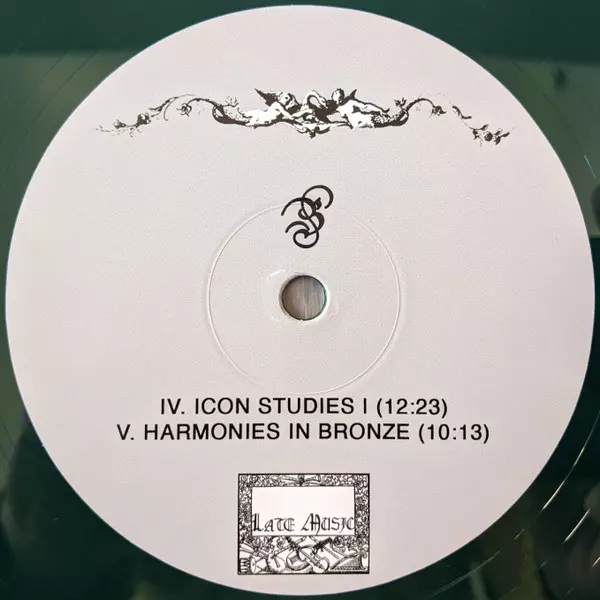 B
IV. ICON STUDIES I (12:23)
V. HARMONIES IN BRONZE (10:13)
LATE MUSIC